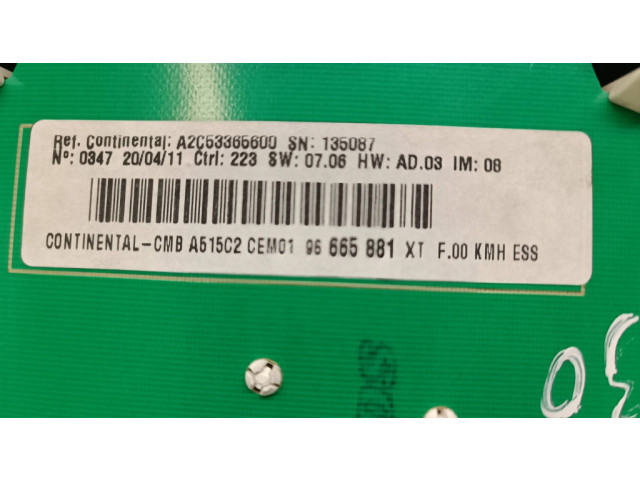 Ref. Continental: A2C53365600 SN: 135087
Nº: 0347 20/04/11 Ctrl: 223 SW: 07.06 HW: AD.03 IM: 08
CONTINENTAL-CMB A515C2 CEM01 96 665 881 XT F.00 KMH ESS